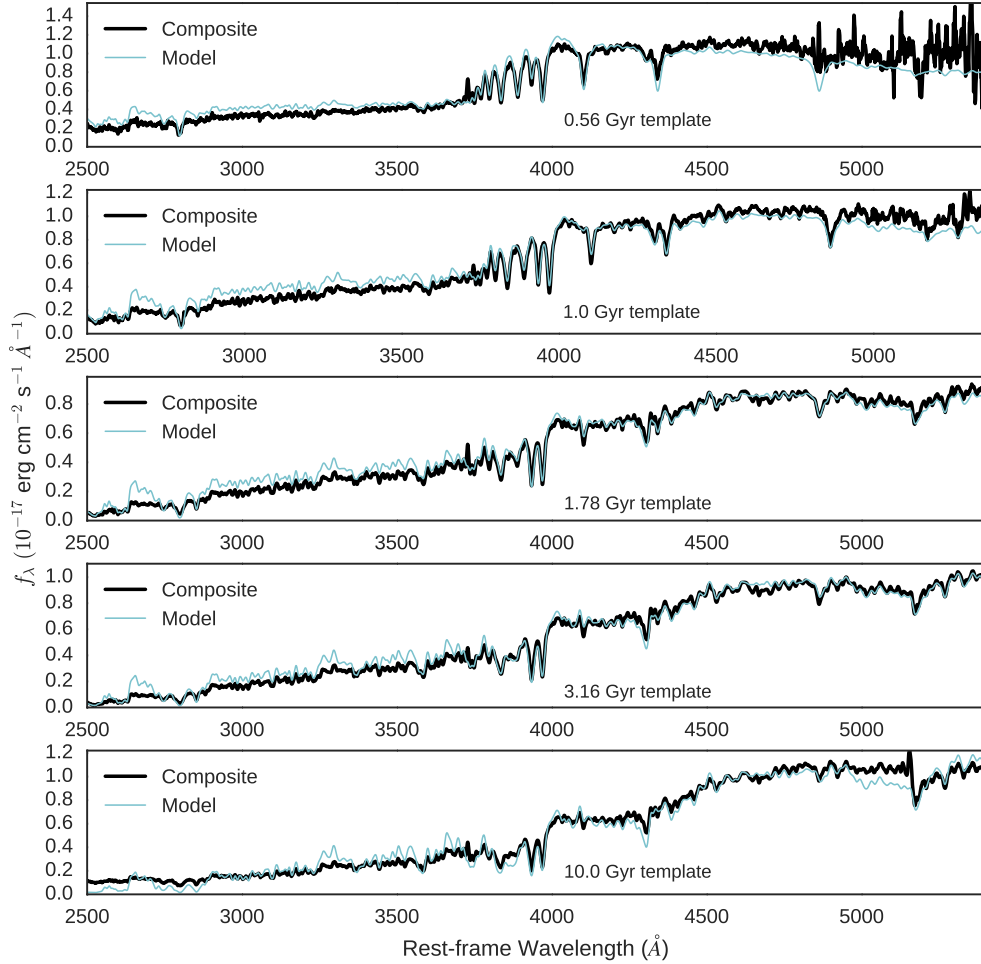 1.4
1.2
1.0
0.8
0.6
0.4
0.2
0.0
Composite
Model
0.56 Gyr template
2500 3000 3500 4000 4500 5000
1.2
1.0
0.8
0.6
0.4
0.2
0.0
Composite
Model
1.0 Gyr template
2500 3000 3500 4000 4500 5000
0.8
0.6
0.4
0.2
0.0
Composite
Model
1.78 Gyr template
2500 3000 3500 4000 4500 5000
1.0
0.8
0.6
0.4
0.2
0.0
Composite
Model
3.16 Gyr template
2500 3000 3500 4000 4500 5000
1.2
1.0
0.8
0.6
0.4
0.2
0.0
Composite
Model
10.0 Gyr template
2500 3000 3500 4000 4500 5000
Rest-frame Wavelength (Å)
fλ (10⁻¹⁷ erg cm⁻² s⁻¹ Å⁻¹)